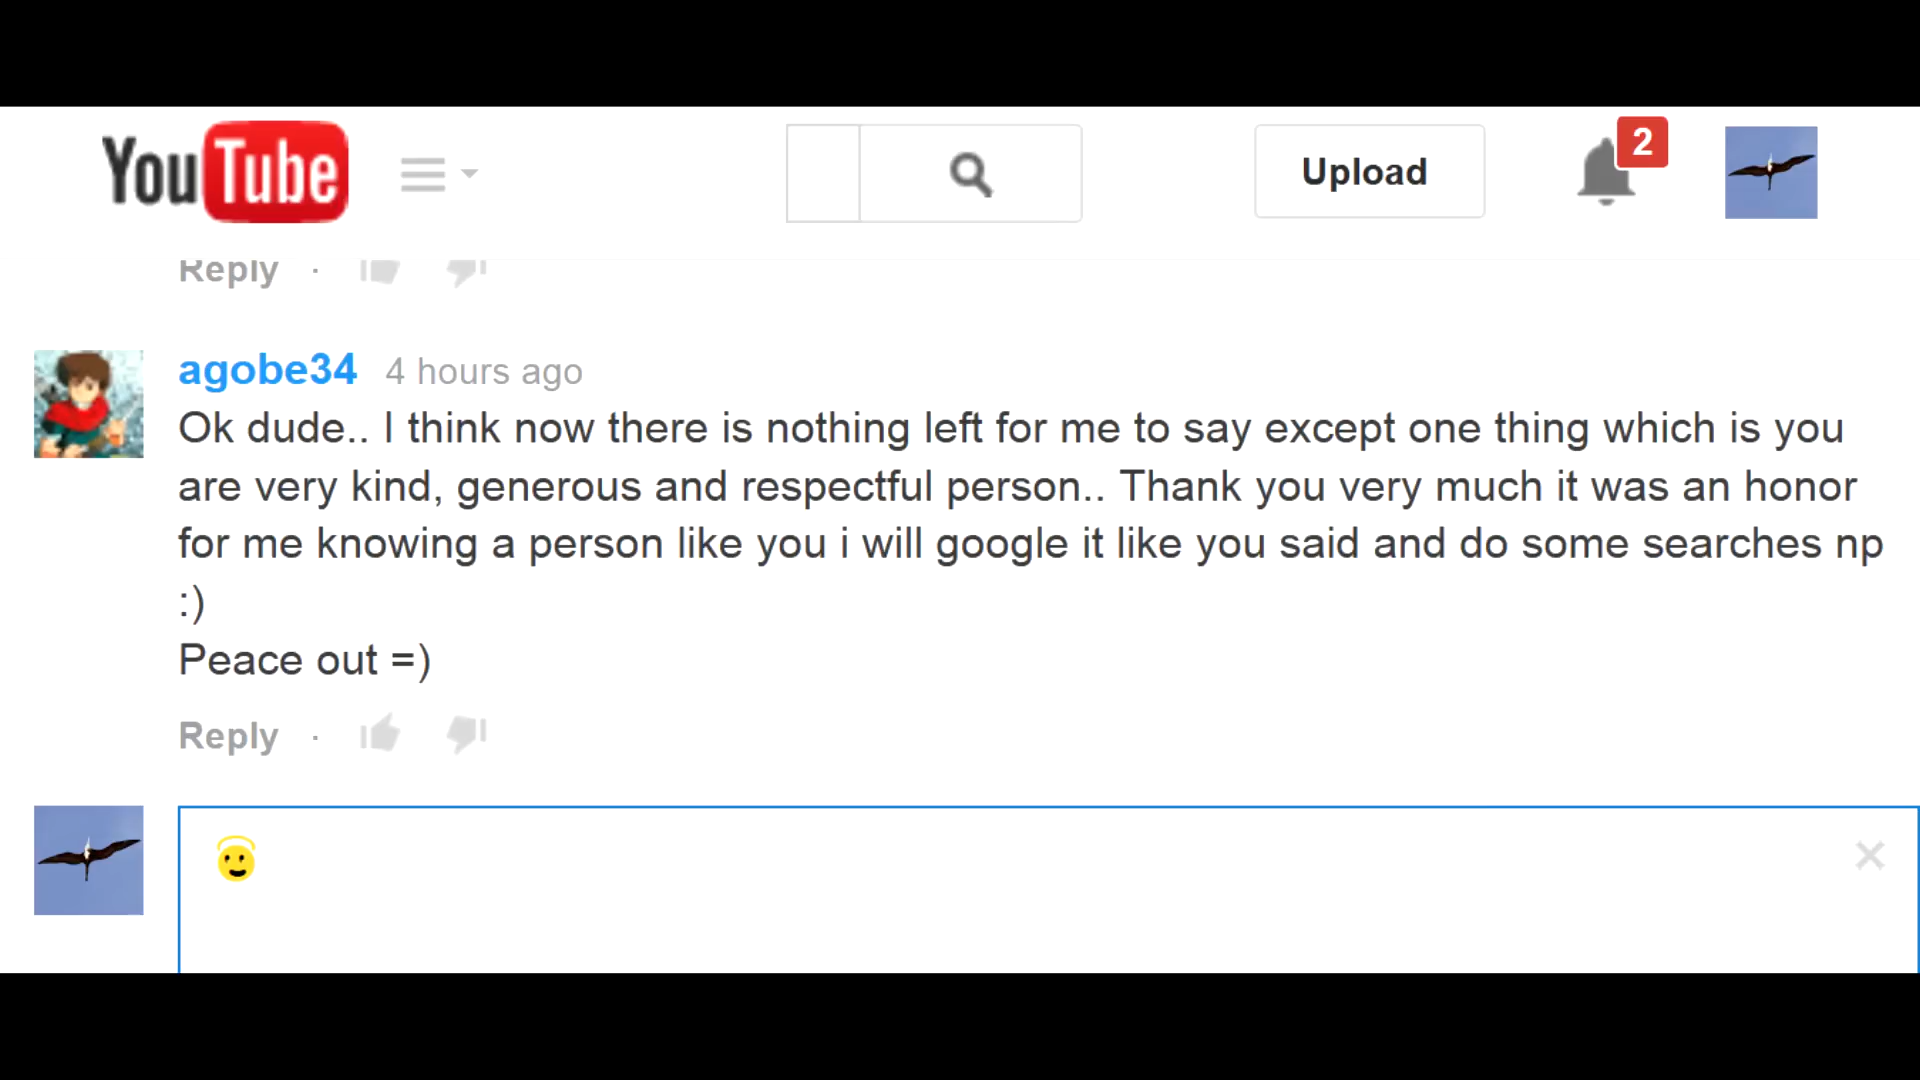 YouTube
Upload
2
Reply ·
agobe34 4 hours ago
Ok dude.. I think now there is nothing left for me to say except one thing which is you
are very kind, generous and respectful person.. Thank you very much it was an honor
for me knowing a person like you i will google it like you said and do some searches np
:)
Peace out =)
Reply ·